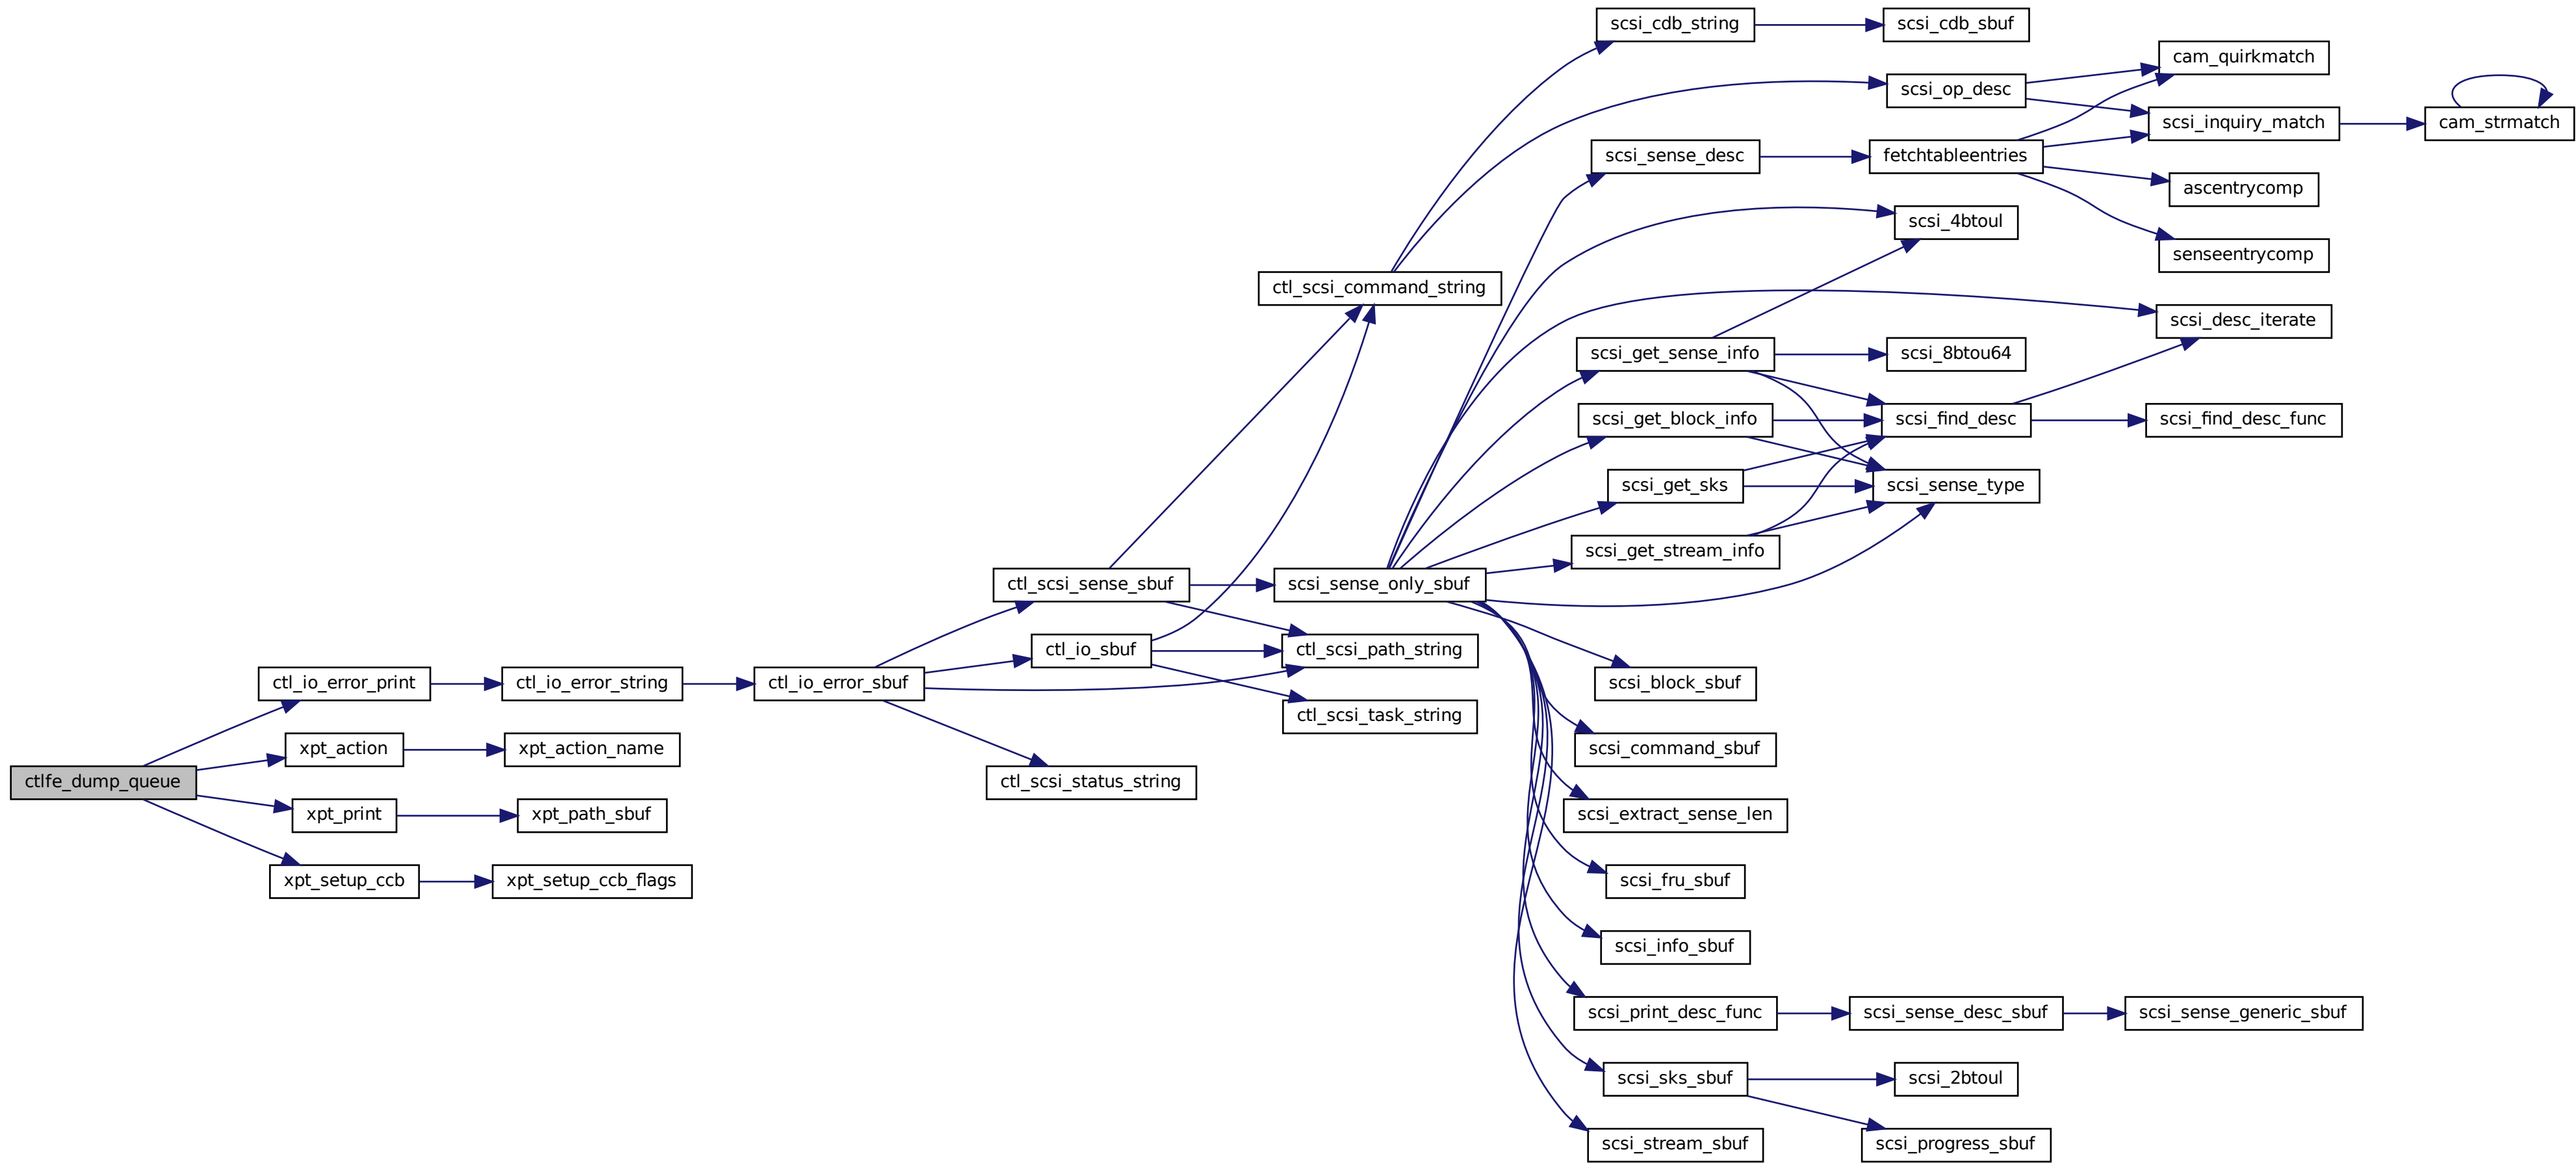 scsi_cdb_string
scsi_cdb_sbuf
cam_quirkmatch
scsi_op_desc
scsi_inquiry_match
cam_strmatch
scsi_sense_desc
fetchtableentries
ascentrycomp
scsi_4btoul
senseentrycomp
ctl_scsi_command_string
scsi_desc_iterate
scsi_get_sense_info
scsi_8btou64
scsi_get_block_info
scsi_find_desc
scsi_find_desc_func
scsi_get_sks
scsi_sense_type
scsi_get_stream_info
ctl_scsi_sense_sbuf
scsi_sense_only_sbuf
ctl_io_sbuf
ctl_scsi_path_string
ctl_io_error_print
ctl_io_error_string
ctl_io_error_sbuf
scsi_block_sbuf
ctl_scsi_task_string
xpt_action
xpt_action_name
scsi_command_sbuf
ctlfe_dump_queue
ctl_scsi_status_string
xpt_print
xpt_path_sbuf
scsi_extract_sense_len
xpt_setup_ccb
xpt_setup_ccb_flags
scsi_fru_sbuf
scsi_info_sbuf
scsi_print_desc_func
scsi_sense_desc_sbuf
scsi_sense_generic_sbuf
scsi_sks_sbuf
scsi_2btoul
scsi_stream_sbuf
scsi_progress_sbuf